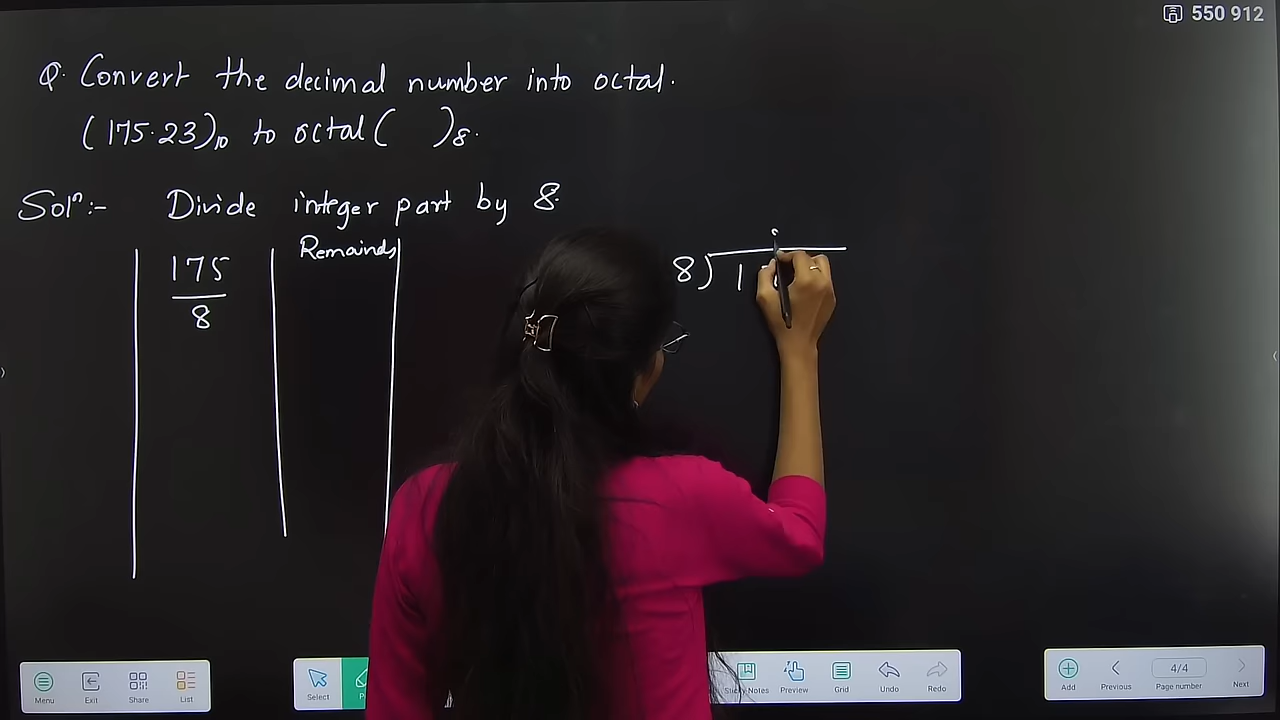 550 912
Q. Convert the decimal number into octal.
(175.23)10 to octal ( )8.
Solⁿ:- Divide integer part by 8.
Remainds
175
8
8) 1
Menu
Exit
Share
List
Select
Sticky Notes
Preview
Grid
Undo
Redo
Add
Previous
4/4
Page number
Next